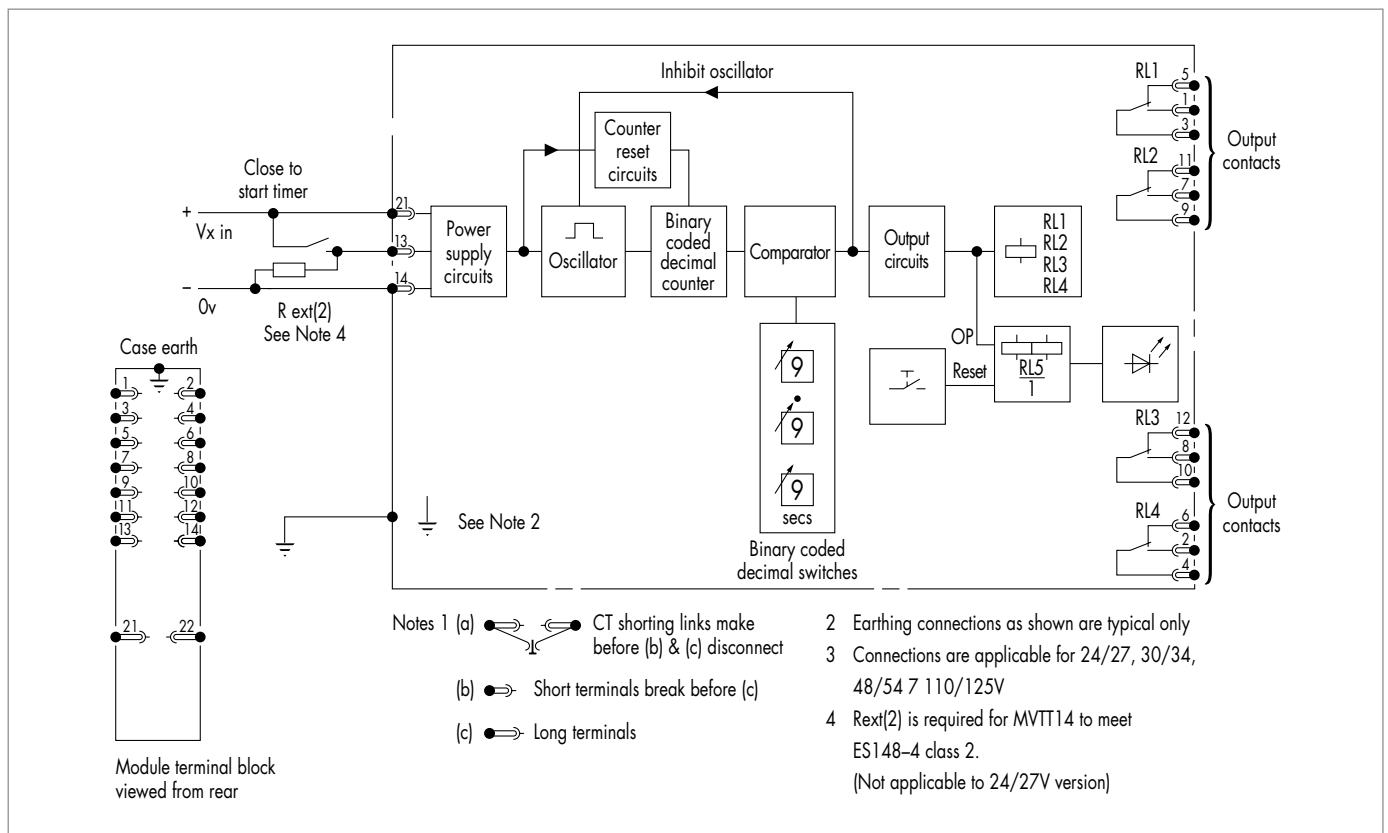 Inhibit oscillator
Counter
reset
circuits
Close to
start timer
+
Vx in
-
0v
R ext(2)
See Note 4
21
13
14
Power
supply
circuits
Oscillator
Binary
coded
decimal
counter
Comparator
Output
circuits
RL1
RL2
RL3
RL4
OP
Reset
RL5
1
9
9
9
secs
Binary coded
decimal switches
RL1
5
1
3
RL2
11
7
9
Output
contacts
RL3
12
8
10
RL4
6
2
4
Output
contacts
Case earth
1 2
3 4
5 6
7 8
9 10
11 12
13 14
21 22
Module terminal block
viewed from rear
See Note 2
Notes 1 (a) CT shorting links make
before (b) & (c) disconnect
(b) Short terminals break before (c)
(c) Long terminals
2 Earthing connections as shown are typical only
3 Connections are applicable for 24/27, 30/34,
48/54 7 110/125V
4 Rext(2) is required for MVTT14 to meet
ES148–4 class 2.
(Not applicable to 24/27V version)